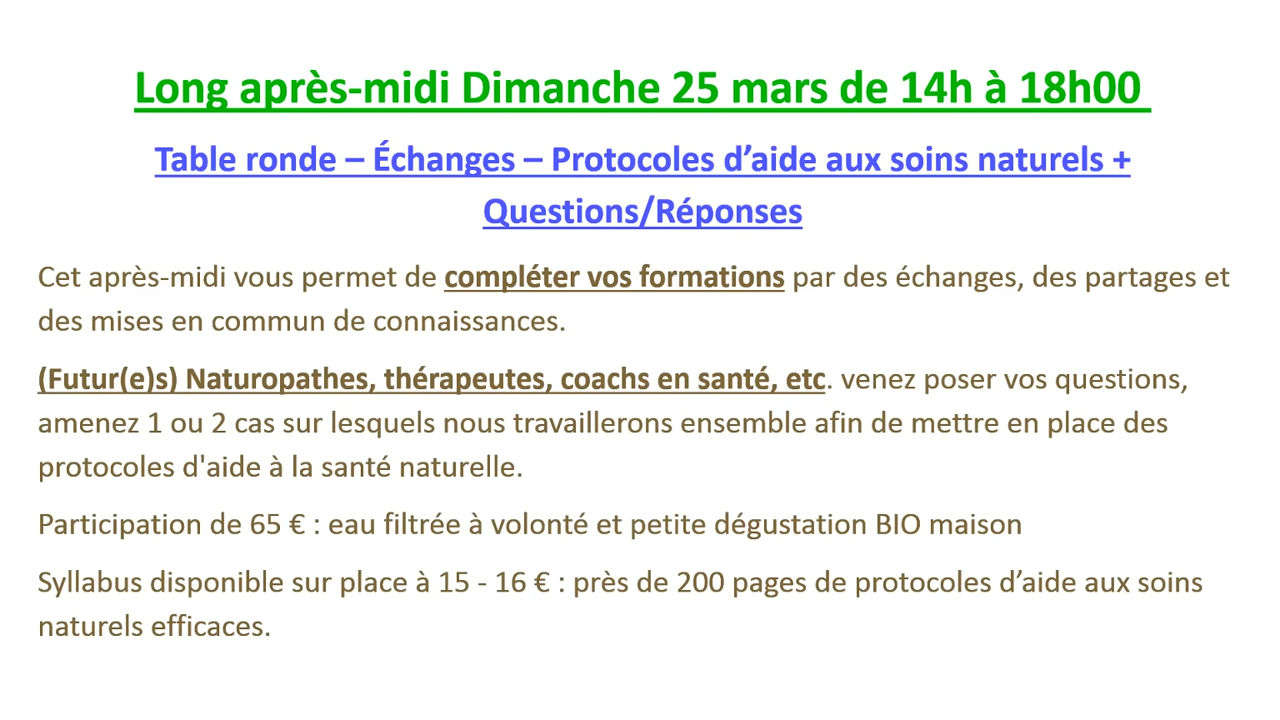 Long après-midi Dimanche 25 mars de 14h à 18h00
Table ronde – Échanges – Protocoles d’aide aux soins naturels +
Questions/Réponses
Cet après-midi vous permet de compléter vos formations par des échanges, des partages et
des mises en commun de connaissances.
(Futur(e)s) Naturopathes, thérapeutes, coachs en santé, etc. venez poser vos questions,
amenez 1 ou 2 cas sur lesquels nous travaillerons ensemble afin de mettre en place des
protocoles d'aide à la santé naturelle.
Participation de 65 € : eau filtrée à volonté et petite dégustation BIO maison
Syllabus disponible sur place à 15 - 16 € : près de 200 pages de protocoles d’aide aux soins
naturels efficaces.